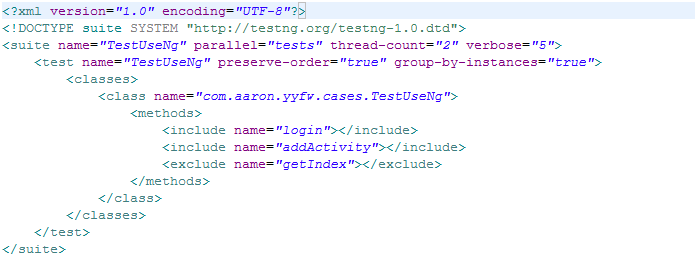 <?xml version="1.0" encoding="UTF-8"?>
<!DOCTYPE suite SYSTEM "http://testng.org/testng-1.0.dtd">
<suite name="TestUseNg" parallel="tests" thread-count="2" verbose="5">
    <test name="TestUseNg" preserve-order="true" group-by-instances="true">
        <classes>
            <class name="com.aaron.yyfw.cases.TestUseNg">
                <methods>
                    <include name="login"></include>
                    <include name="addActivity"></include>
                    <exclude name="getIndex"></exclude>
                </methods>
            </class>
        </classes>
    </test>
</suite>